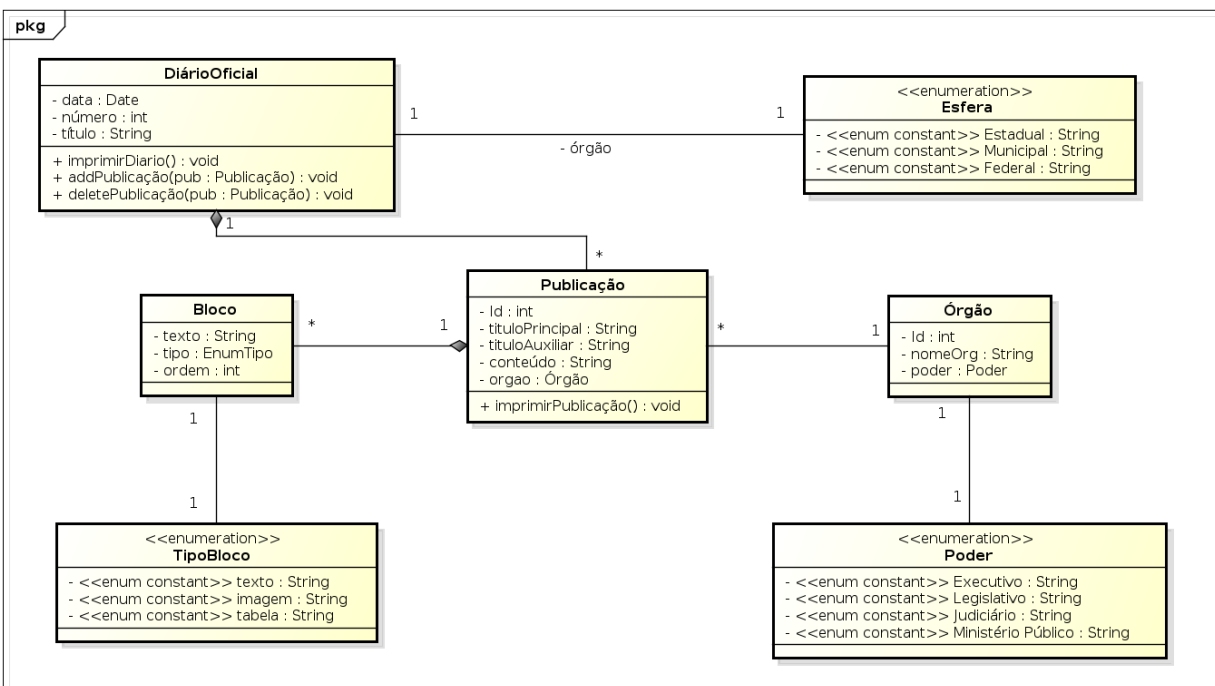 pkg
DiárioOficial
- data : Date
- número : int
- título : String
+ imprimirDiario() : void
+ addPublicação(pub : Publicação) : void
+ deletePublicação(pub : Publicação) : void
1
1
- órgão
<<enumeration>>
Esfera
- <<enum constant>> Estadual : String
- <<enum constant>> Municipal : String
- <<enum constant>> Federal : String
1
*
Publicação
- Id : int
- tituloPrincipal : String
- tituloAuxiliar : String
- conteúdo : String
- orgao : Órgão
+ imprimirPublicação() : void
Bloco
- texto : String
- tipo : EnumTipo
- ordem : int
*
1
*
1
Órgão
- Id : int
- nomeOrg : String
- poder : Poder
1
1
<<enumeration>>
TipoBloco
- <<enum constant>> texto : String
- <<enum constant>> imagem : String
- <<enum constant>> tabela : String
1
1
<<enumeration>>
Poder
- <<enum constant>> Executivo : String
- <<enum constant>> Legislativo : String
- <<enum constant>> Judiciário : String
- <<enum constant>> Ministério Público : String